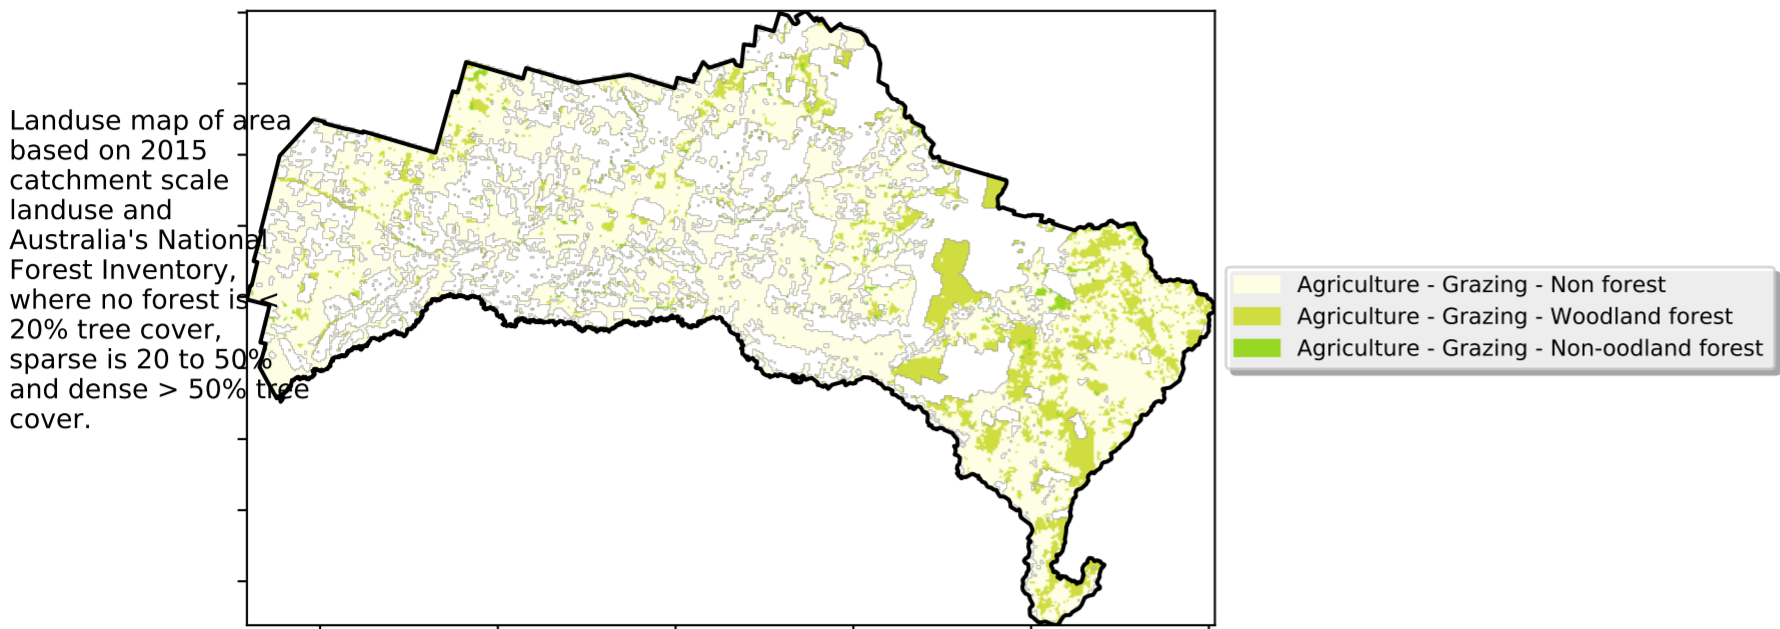 Landuse map of area
based on 2015
catchment scale
landuse and
Australia's National
Forest Inventory,
where no forest is <
20% tree cover,
sparse is 20 to 50%
and dense > 50% tree
cover.
Agriculture - Grazing - Non forest
Agriculture - Grazing - Woodland forest
Agriculture - Grazing - Non-oodland forest